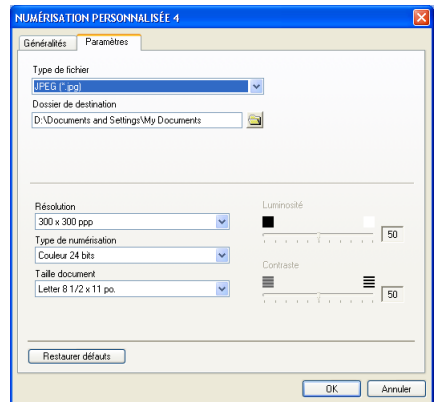 NUMÉRISATION PERSONNALISÉE 4
Généralités Paramètres
Type de fichier
JPEG (*.jpg)
Dossier de destination
D:\Documents and Settings\My Documents
Résolution
300 x 300 ppp
Type de numérisation
Couleur 24 bits
Taille document
Letter 8 1/2 x 11 po.
Luminosité
50
Contraste
50
Restaurer défauts
OK Annuler